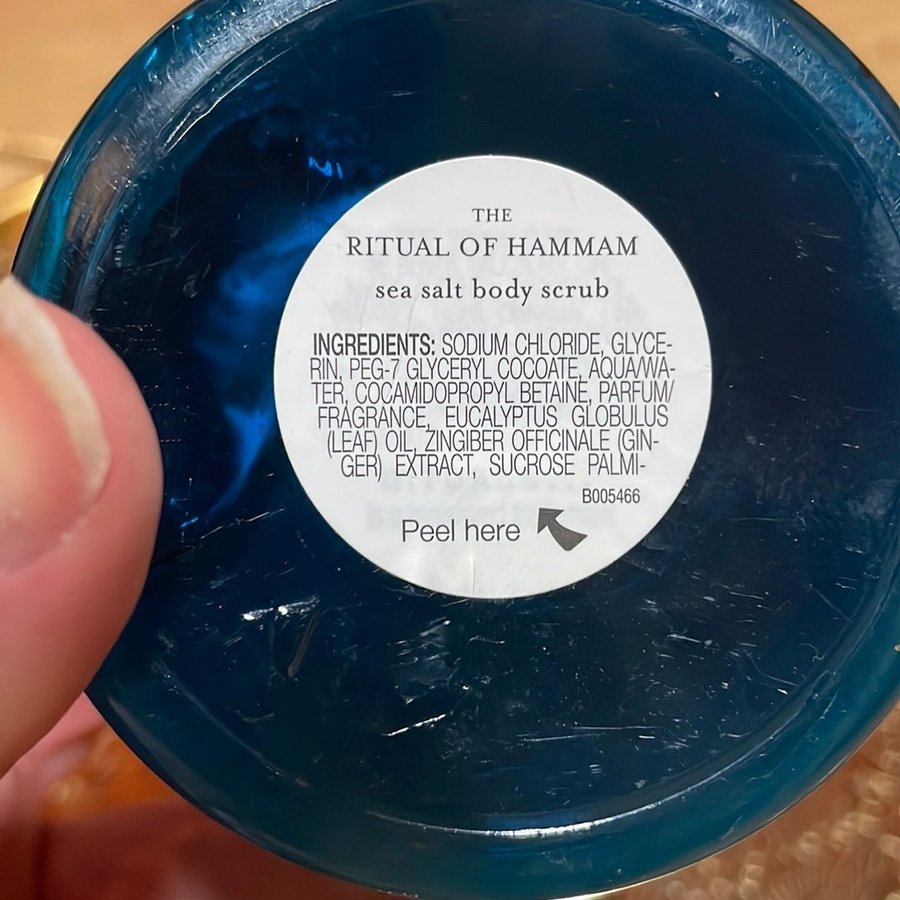 THE
RITUAL OF HAMMAM
sea salt body scrub
INGREDIENTS: SODIUM CHLORIDE, GLYCE-
RIN, PEG-7 GLYCERYL COCOATE, AQUA/WA-
TER, COCAMIDOPROPYL BETAINE, PARFUM/
FRAGRANCE, EUCALYPTUS GLOBULUS
(LEAF) OIL, ZINGIBER OFFICINALE (GIN-
GER) EXTRACT, SUCROSE PALMI-
B005466
Peel here